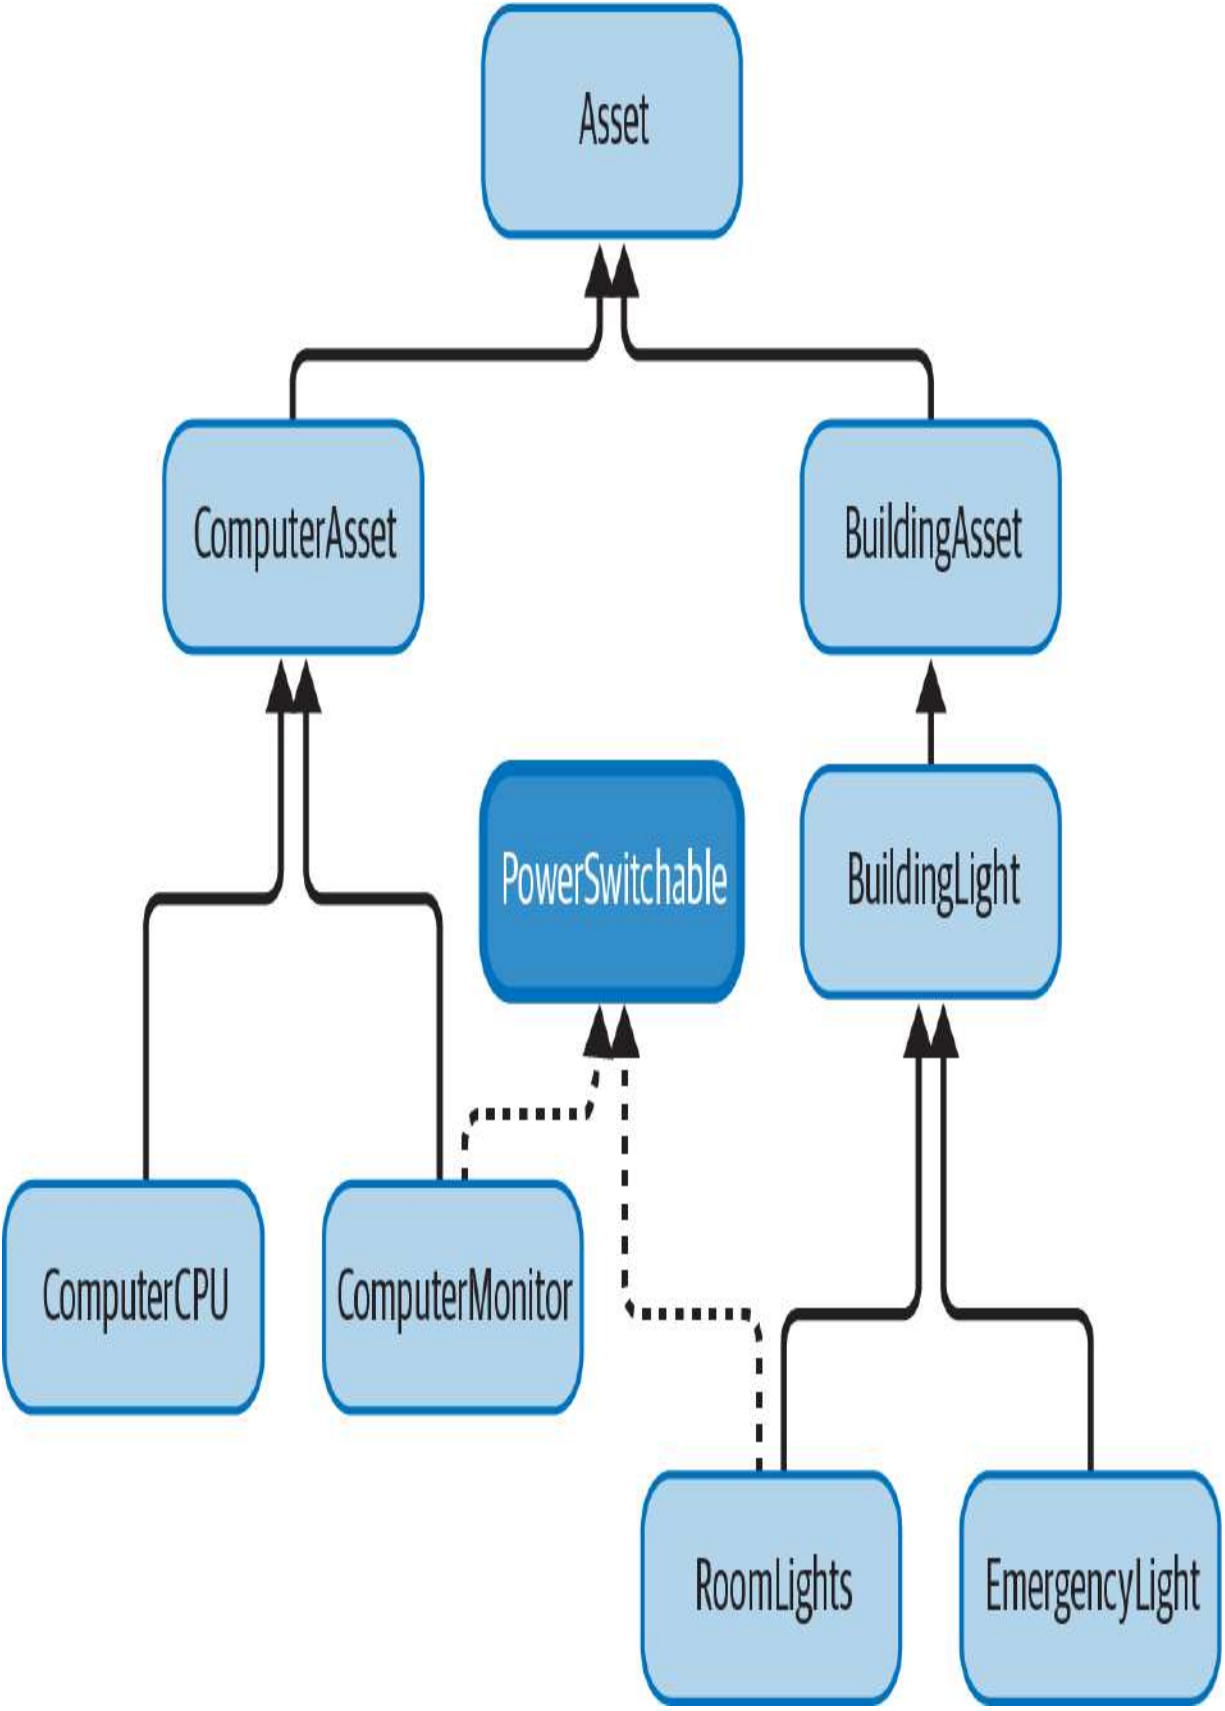 Asset
ComputerAsset
BuildingAsset
PowerSwitchable
BuildingLight
ComputerCPU
ComputerMonitor
RoomLights
EmergencyLight